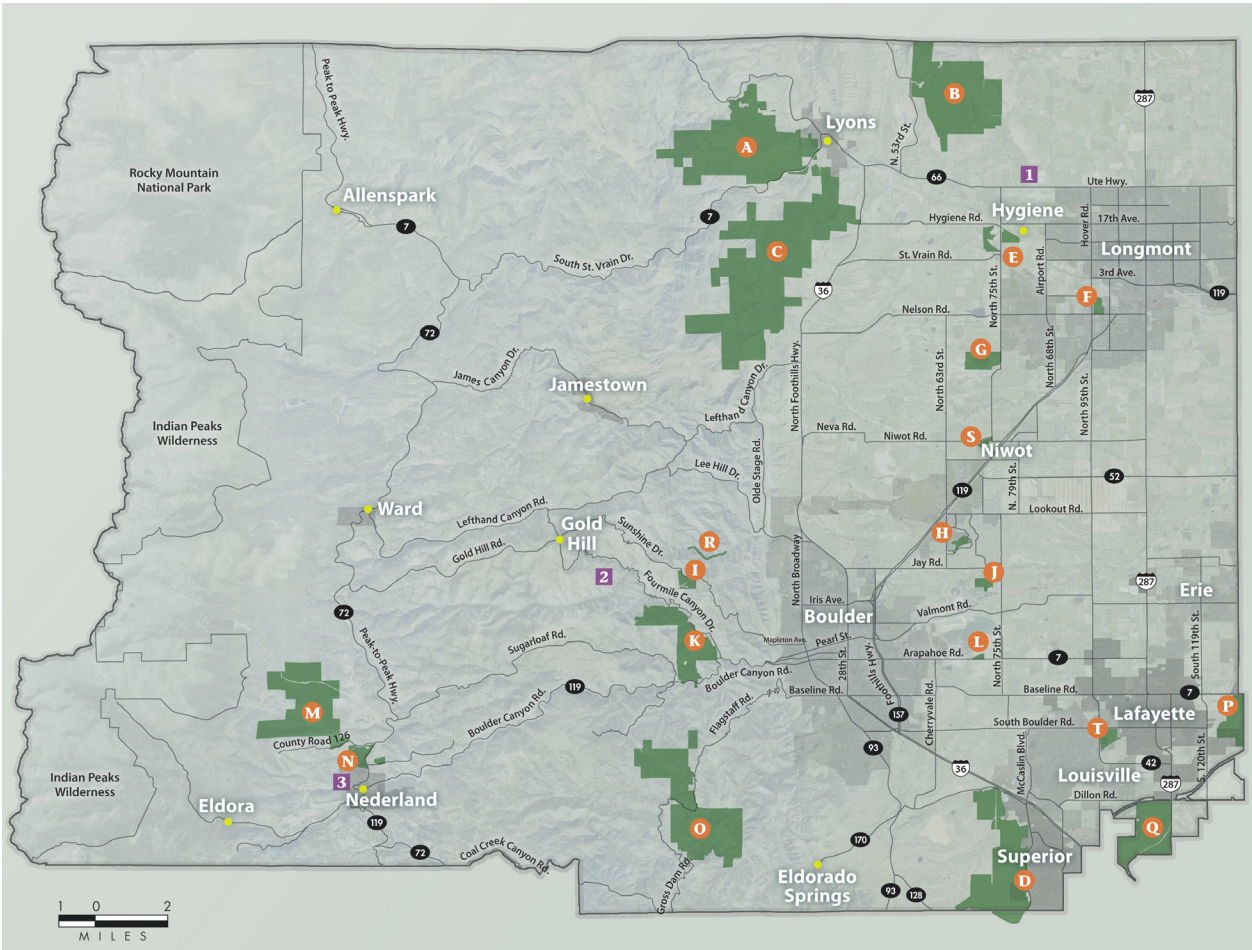 B
287
Peak to Peak Hwy.
Lyons
A
N. 53rd St.
Rocky Mountain
National Park
66
1
Ute Hwy.
Allenspark
7
Hygiene
Hover Rd.
17th Ave.
7
Hygiene Rd.
C
Longmont
St. Vrain Rd.
E
Airport Rd.
South St. Vrain Dr.
3rd Ave.
36
North 75th St.
F
119
Nelson Rd.
72
G
North 68th St.
James Canyon Dr.
North Foothills Hwy.
North 63rd St.
Jamestown
Lefthand Canyon Dr.
North 95th St.
Indian Peaks
Wilderness
Neva Rd.
Niwot Rd.
S
Niwot
Lee Hill Dr.
Olde Stage Rd.
N. 79th St.
52
119
Ward
Lefthand Canyon Rd.
Lookout Rd.
Gold
Hill
Sunshine Dr.
R
H
Gold Hill Rd.
I
Jay Rd.
J
2
North Broadway
287
Fourmile Canyon Dr.
Erie
Iris Ave.
72
Boulder
Valmont Rd.
K
Sugarloaf Rd.
Mapleton Ave.
Pearl St.
L
South 119th St.
Peak-to-Peak Hwy.
Arapahoe Rd.
North 75th St.
7
28th St.
Foothills Hwy.
Boulder Canyon Rd.
119
Baseline Rd.
Baseline Rd.
7
M
Boulder Canyon Rd.
Flagstaff Rd.
Cherryvale Rd.
157
P
Lafayette
South Boulder Rd.
T
County Road 126
93
McCaslin Blvd.
S. 120th St.
N
42
36
Louisville
287
Indian Peaks
Wilderness
3
Dillon Rd.
Nederland
Eldora
119
O
Q
170
72
Coal Creek Canyon Rd.
Superior
Eldorado
Springs
D
Gross Dam Rd.
93
128
1 0 2
MILES